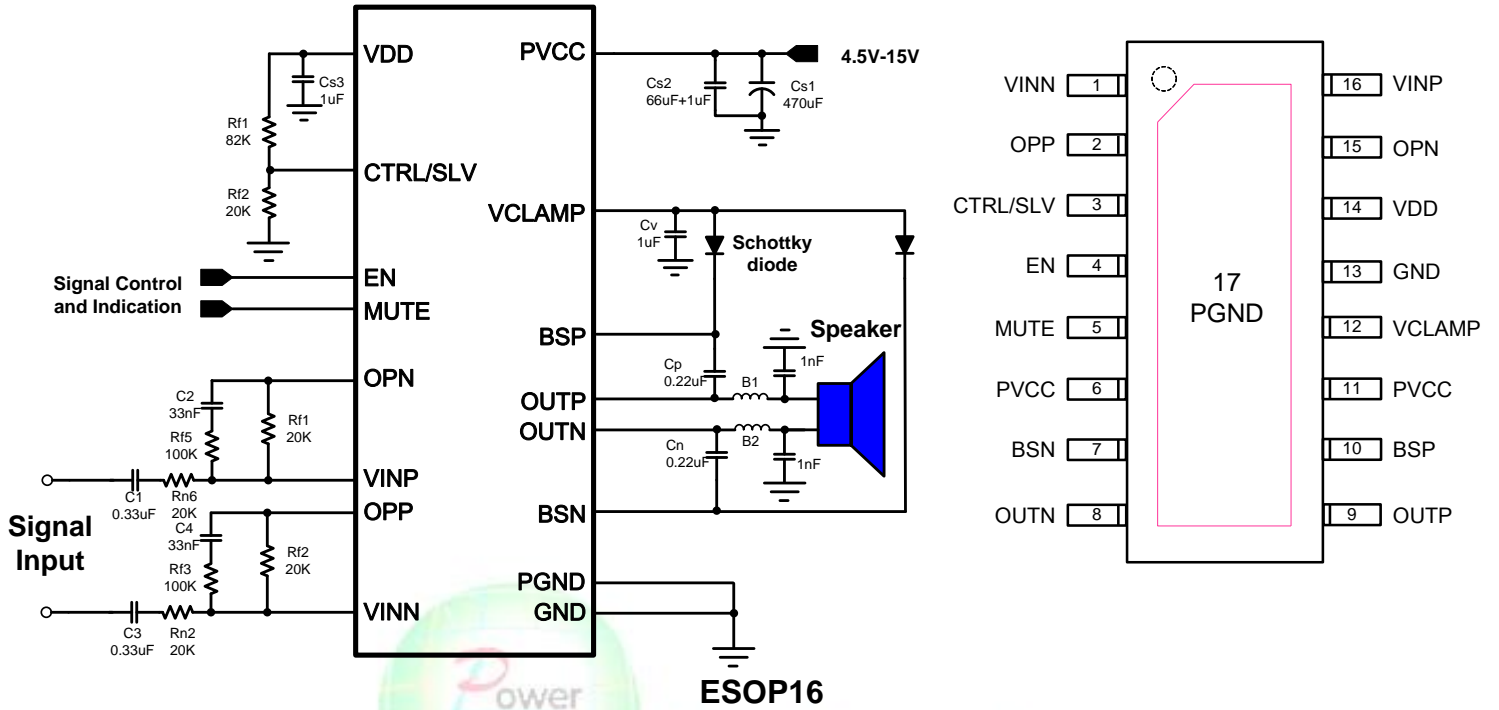 VDD
PVCC
4.5V-15V
Cs3
1uF
Cs2
66uF+1uF
Cs1
470uF
Rf1
82K
CTRL/SLV
Rf2
20K
VCLAMP
Cv
1uF
Schottky
diode
Signal Control
and Indication
EN
MUTE
BSP
Speaker
1nF
Cp
0.22uF
B1
OPN
OUTP
C2
33nF
Rf1
20K
OUTN
B2
Rf5
100K
Cn
0.22uF
1nF
VINP
C1
0.33uF
Rn6
20K
OPP
BSN
Signal
Input
C4
33nF
Rf3
100K
Rf2
20K
PGND
VINN
GND
C3
0.33uF
Rn2
20K
Power
ESOP16
VINN 1
16 VINP
OPP 2
15 OPN
CTRL/SLV 3
14 VDD
EN 4
13 GND
17
PGND
MUTE 5
12 VCLAMP
PVCC 6
11 PVCC
BSN 7
10 BSP
OUTN 8
9 OUTP